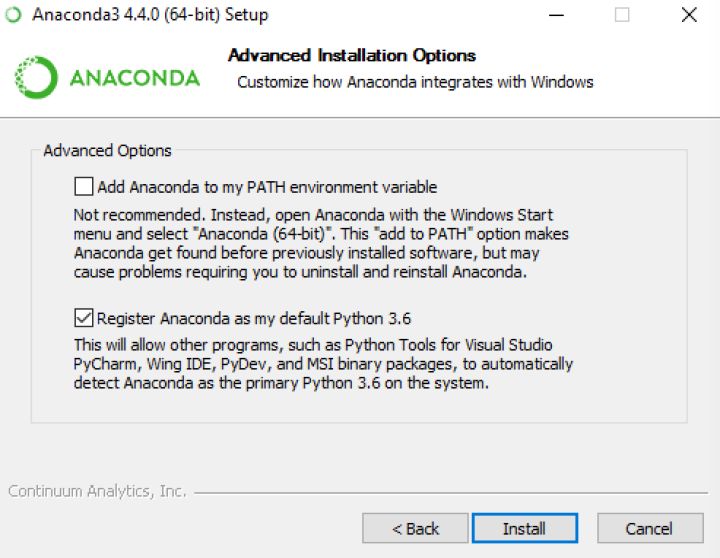 Anaconda3 4.4.0 (64-bit) Setup
Advanced Installation Options
ANACONDA
Customize how Anaconda integrates with Windows
Advanced Options
Add Anaconda to my PATH environment variable
Not recommended. Instead, open Anaconda with the Windows Start
menu and select "Anaconda (64-bit)". This "add to PATH" option makes
Anaconda get found before previously installed software, but may
cause problems requiring you to uninstall and reinstall Anaconda.
Register Anaconda as my default Python 3.6
This will allow other programs, such as Python Tools for Visual Studio
PyCharm, Wing IDE, PyDev, and MSI binary packages, to automatically
detect Anaconda as the primary Python 3.6 on the system.
Continuum Analytics, Inc.
< Back
Install
Cancel